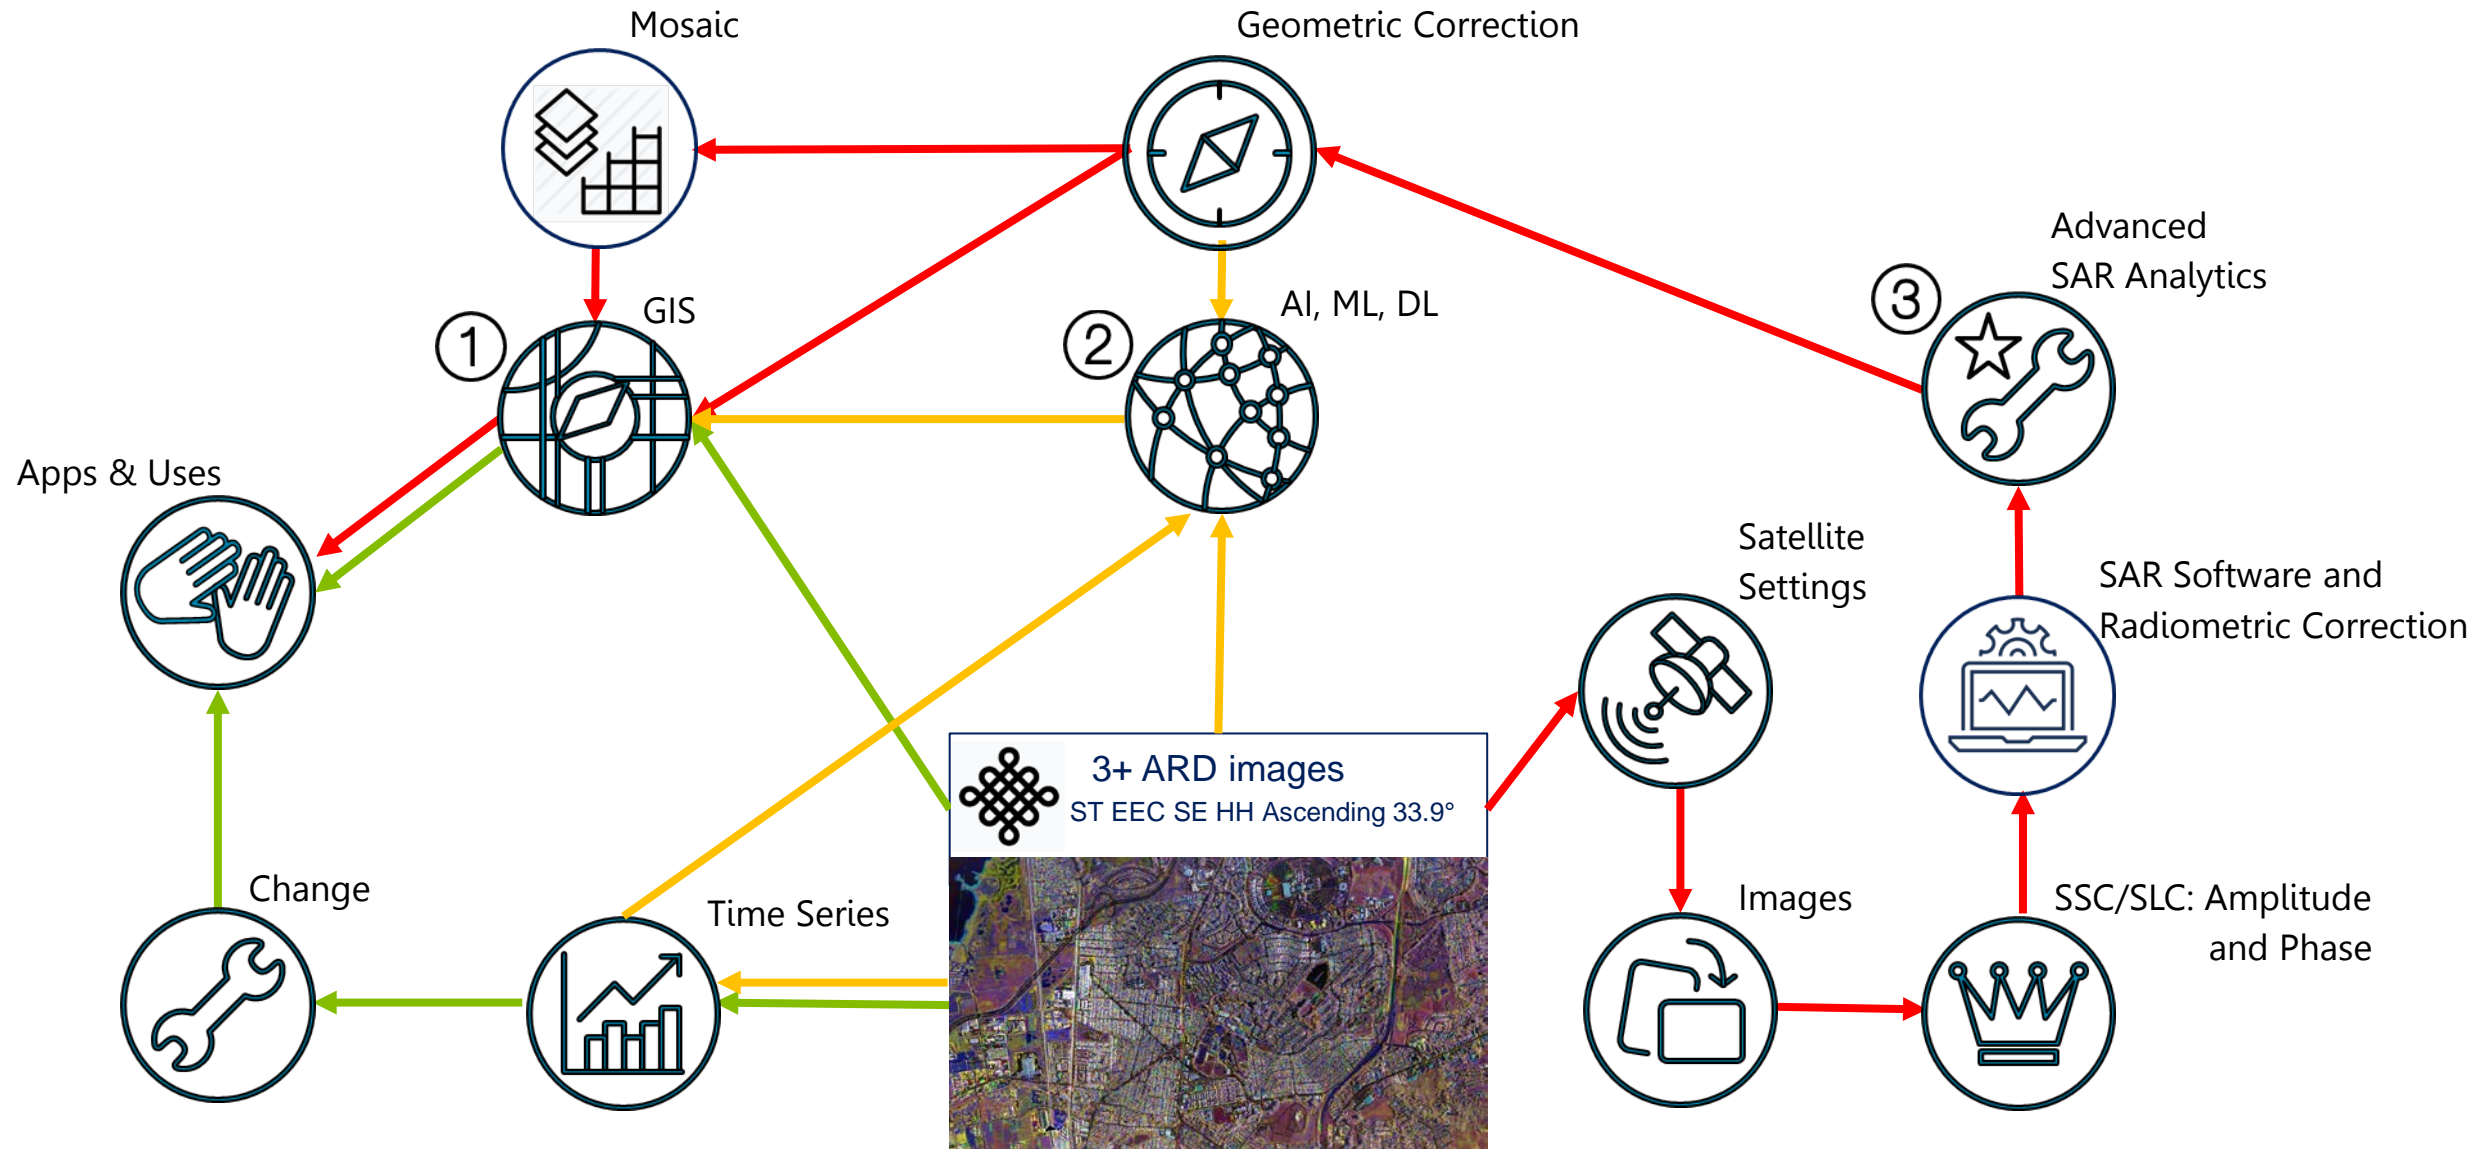 Mosaic
Geometric Correction
Advanced
SAR Analytics
3
GIS
1
AI, ML, DL
2
Apps & Uses
Satellite
Settings
SAR Software and
Radiometric Correction
3+ ARD images
ST EEC SE HH Ascending 33.9°
Change
Time Series
Images
SSC/SLC: Amplitude
and Phase